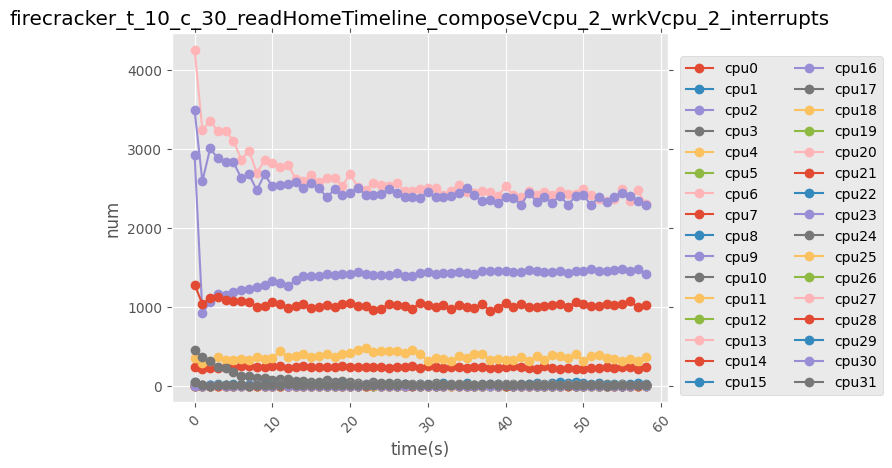 firecracker_t_10_c_30_readHomeTimeline_composeVcpu_2_wrkVcpu_2_interrupts
4000
3000
2000
1000
0
num
0
10
20
30
40
50
60
time(s)
cpu0
cpu1
cpu2
cpu3
cpu4
cpu5
cpu6
cpu7
cpu8
cpu9
cpu10
cpu11
cpu12
cpu13
cpu14
cpu15
cpu16
cpu17
cpu18
cpu19
cpu20
cpu21
cpu22
cpu23
cpu24
cpu25
cpu26
cpu27
cpu28
cpu29
cpu30
cpu31